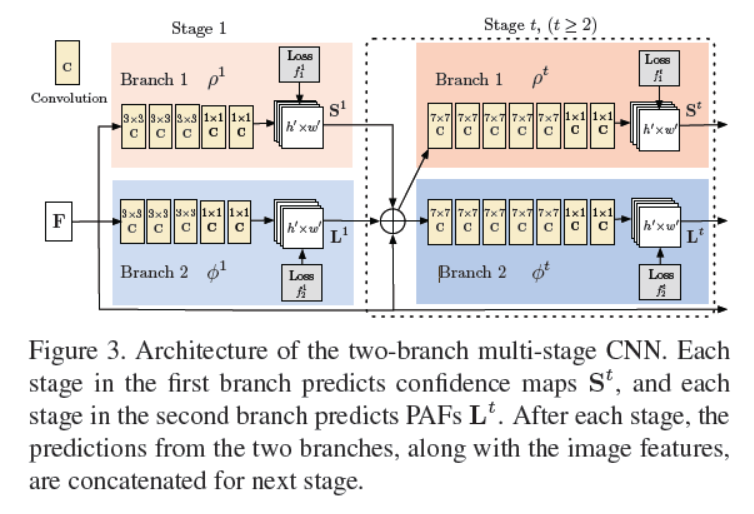 Stage 1
Stage t, (t ≥ 2)
C
Convolution
Branch 1 ρ¹
Loss
f₁¹
S¹
3×3 3×3 3×3 1×1 1×1
C C C C C
h′×w′
Branch 1 ρᵗ
Loss
f₁ᵗ
Sᵗ
7×7 7×7 7×7 7×7 7×7 1×1 1×1
C C C C C C C
h′×w′
F
3×3 3×3 3×3 1×1 1×1
C C C C C
h′×w′
L¹
Branch 2 ϕ¹
Loss
f₂¹
7×7 7×7 7×7 7×7 7×7 1×1 1×1
C C C C C C C
h′×w′
Lᵗ
Branch 2 ϕᵗ
Loss
f₂ᵗ
Figure 3. Architecture of the two-branch multi-stage CNN. Each
stage in the first branch predicts confidence maps Sᵗ, and each
stage in the second branch predicts PAFs Lᵗ. After each stage, the
predictions from the two branches, along with the image features,
are concatenated for next stage.